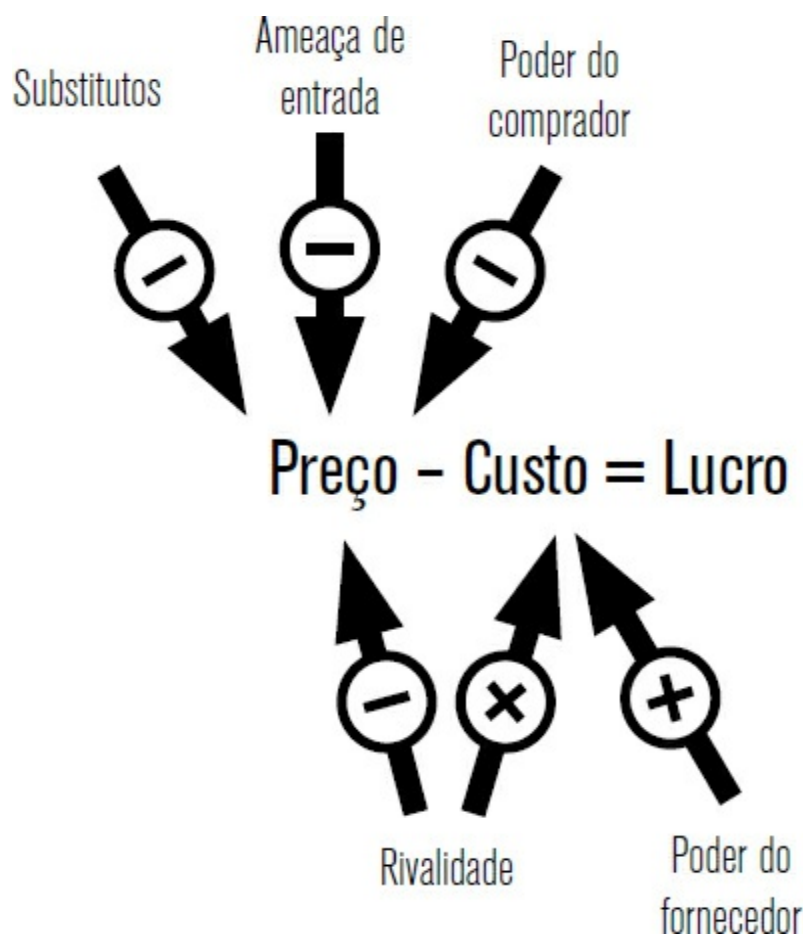 Substitutos
Ameaça de
entrada
Poder do
comprador
Preço – Custo = Lucro
Rivalidade
Poder do
fornecedor